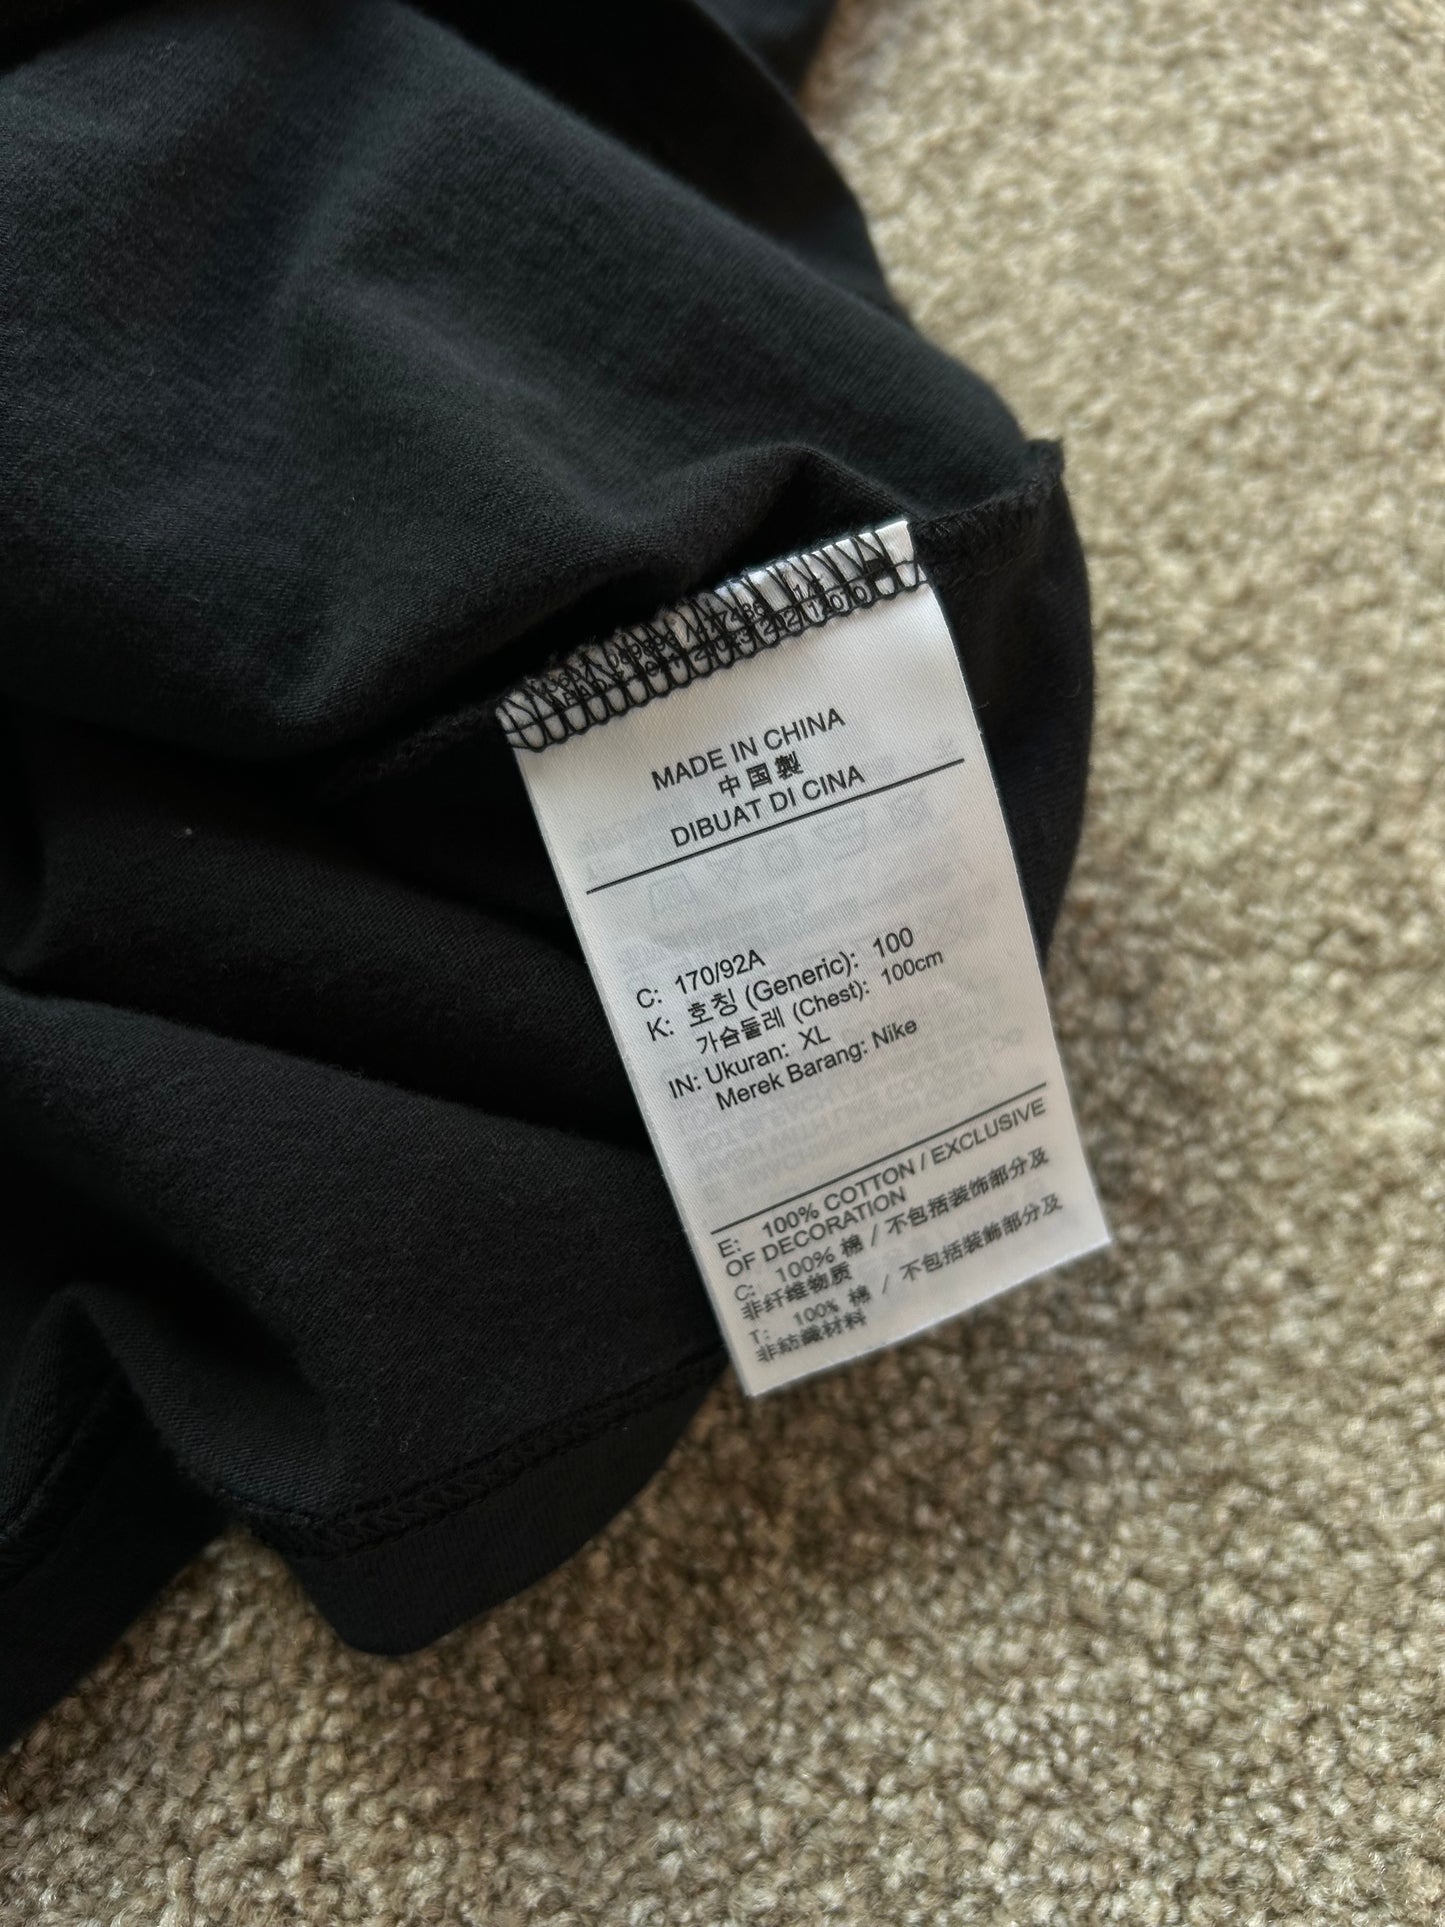 MADE IN CHINA
中国製
DIBUAT DI CINA
C: 170/92A
K: 호칭 (Generic): 100
가슴둘레 (Chest): 100cm
IN: Ukuran: XL
Merek Barang: Nike
E: 100% COTTON / EXCLUSIVE
OF DECORATION
C: 100% 棉 / 不包括装饰部分及
非纤维物质
T: 100% 棉 / 不包括裝飾部分及
非紡織材料